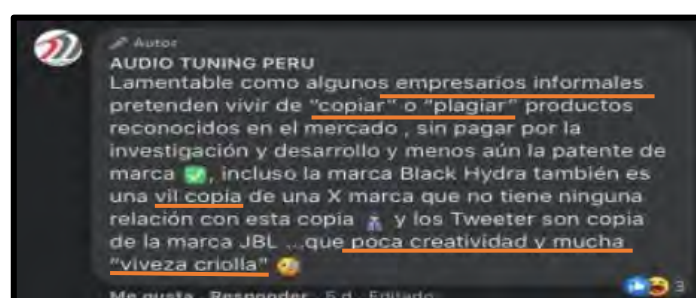 Autor
AUDIO TUNING PERU
Lamentable como algunos empresarios informales
pretenden vivir de "copiar" o "plagiar" productos
reconocidos en el mercado , sin pagar por la
investigación y desarrollo y menos aún la patente de
marca ✅, incluso la marca Black Hydra también es
una vil copia de una X marca que no tiene ninguna
relación con esta copia y los Tweeter son copia
de la marca JBL ...que poca creatividad y mucha
"viveza criolla"
3
Me gusta Responder 5 d Editado